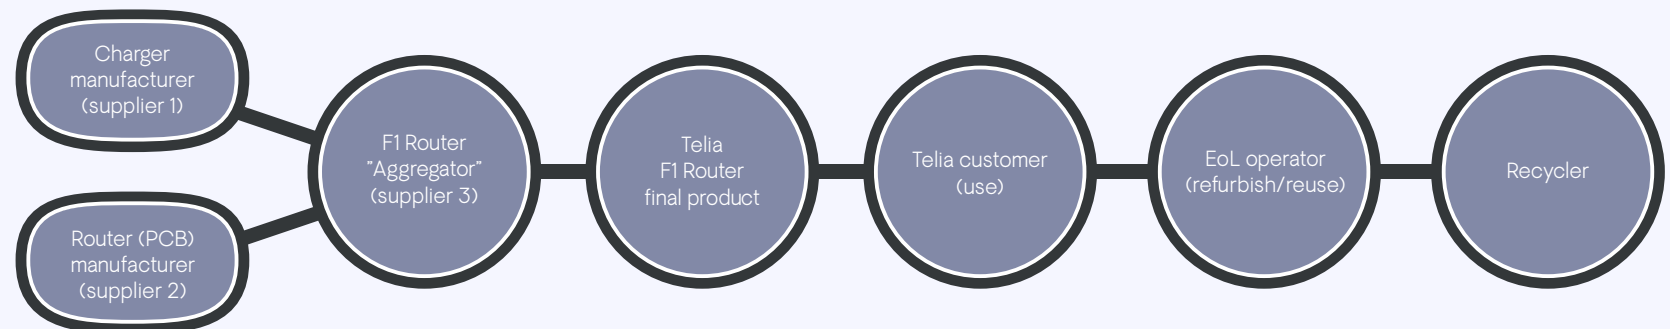 Charger
manufacturer
(supplier 1)
Router (PCB)
manufacturer
(supplier 2)
F1 Router
”Aggregator”
(supplier 3)
Telia
F1 Router
final product
Telia customer
(use)
EoL operator
(refurbish/reuse)
Recycler